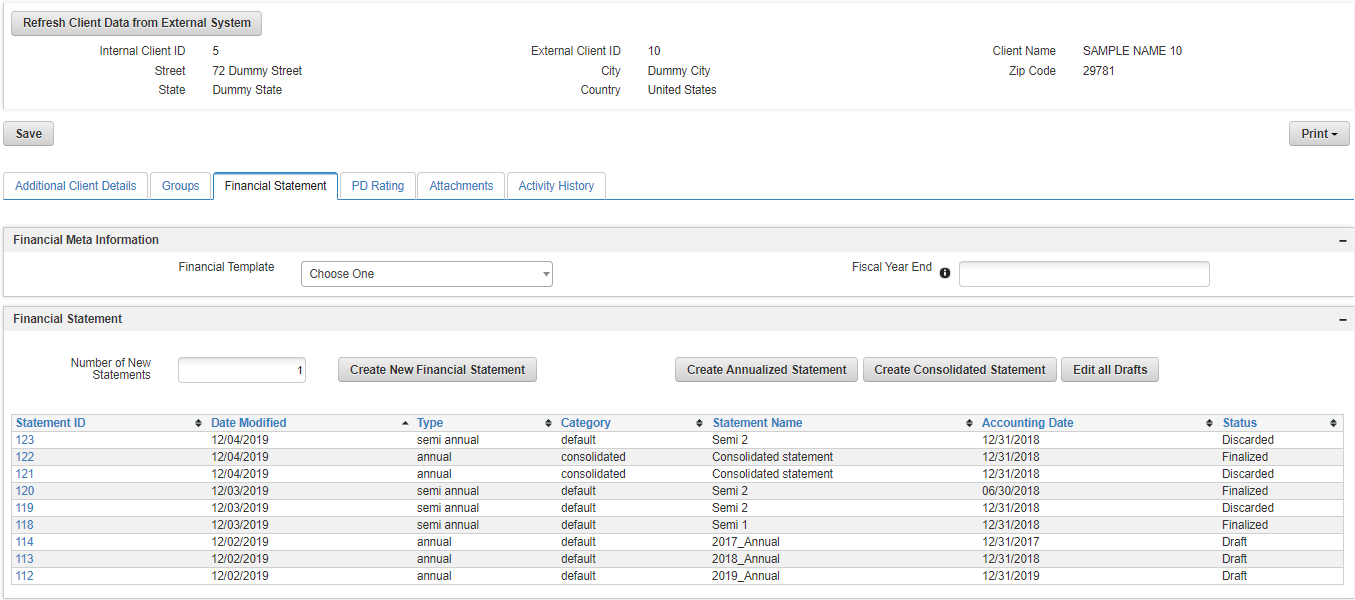 Refresh Client Data from External System
Internal Client ID 5 External Client ID 10 Client Name SAMPLE NAME 10
Street 72 Dummy Street City Dummy City Zip Code 29781
State Dummy State Country United States
Save Print
Additional Client Details Groups Financial Statement PD Rating Attachments Activity History
Financial Meta Information
Financial Template Choose One Fiscal Year End
Financial Statement
Number of New Statements 1 Create New Financial Statement Create Annualized Statement Create Consolidated Statement Edit all Drafts
Statement ID Date Modified Type Category Statement Name Accounting Date Status
123 12/04/2019 semi annual default Semi 2 12/31/2018 Discarded
122 12/04/2019 annual consolidated Consolidated statement 12/31/2018 Finalized
121 12/04/2019 annual consolidated Consolidated statement 12/31/2018 Discarded
120 12/03/2019 semi annual default Semi 2 06/30/2018 Finalized
119 12/03/2019 semi annual default Semi 2 12/31/2018 Discarded
118 12/03/2019 semi annual default Semi 1 12/31/2018 Finalized
114 12/02/2019 annual default 2017_Annual 12/31/2017 Draft
113 12/02/2019 annual default 2018_Annual 12/31/2018 Draft
112 12/02/2019 annual default 2019_Annual 12/31/2019 Draft